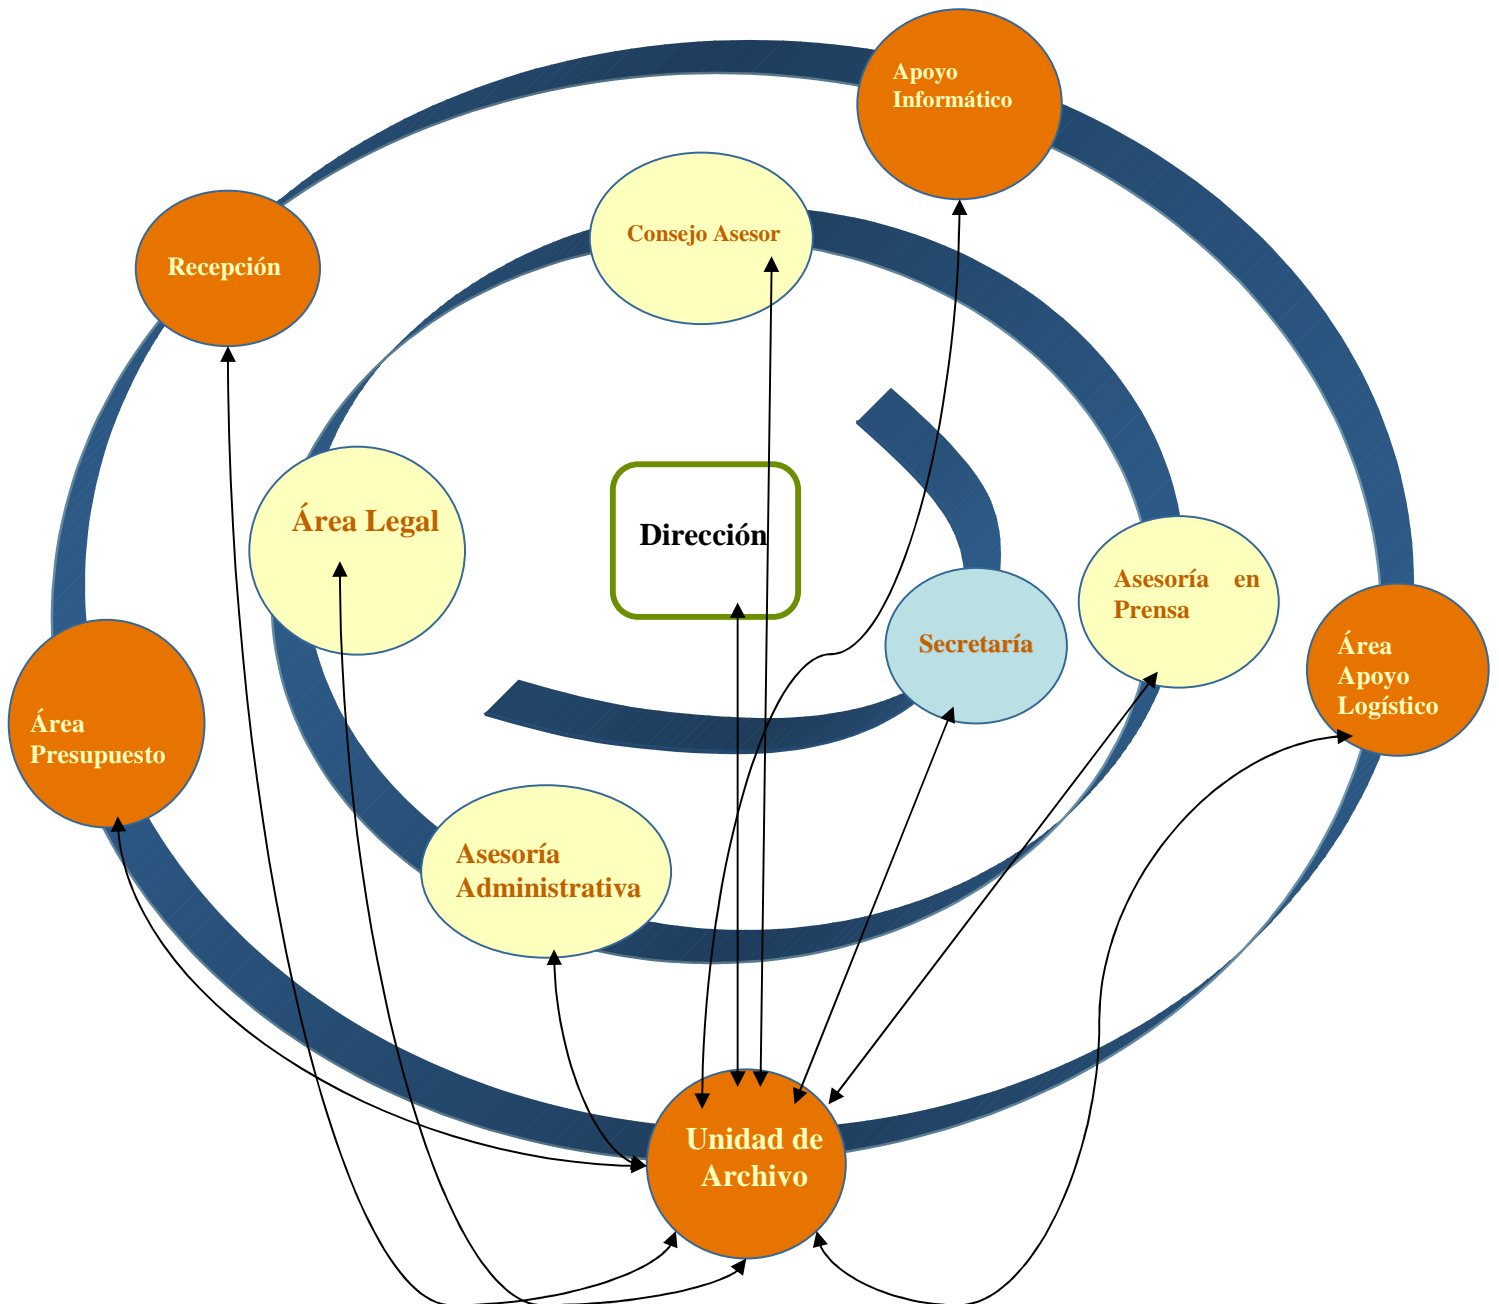 Apoyo
Informático
Consejo Asesor
Recepción
Área Legal
Dirección
Asesoría en
Prensa
Secretaría
Área
Apoyo
Logístico
Área
Presupuesto
Asesoría
Administrativa
Unidad de
Archivo